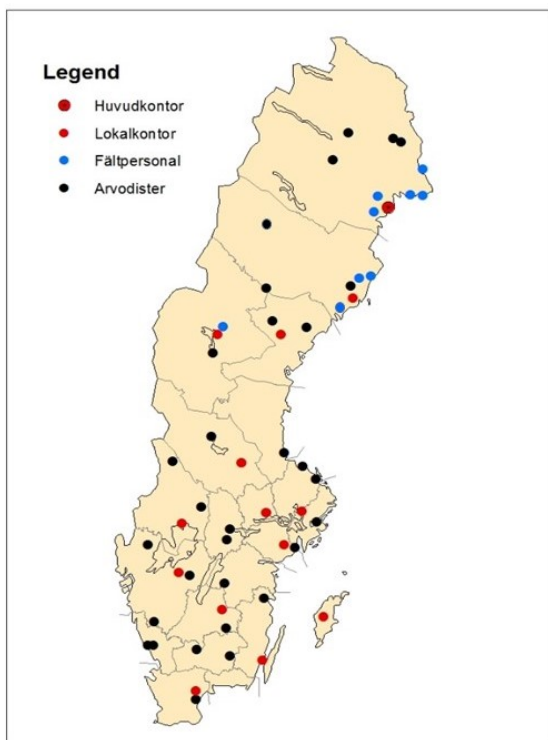 Legend
Huvudkontor
Lokalkontor
Fältpersonal
Arvodister